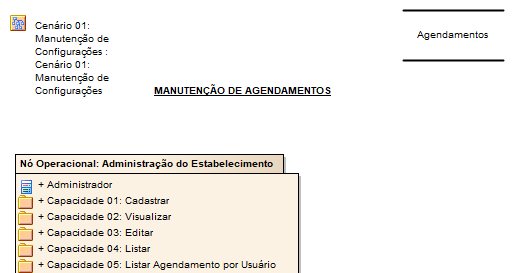 Cenário 01:
Manutenção de
Configurações :
Cenário 01:
Manutenção de
Configurações
Agendamentos
MANUTENÇÃO DE AGENDAMENTOS
Nó Operacional: Administração do Estabelecimento
+ Administrador
+ Capacidade 01: Cadastrar
+ Capacidade 02: Visualizar
+ Capacidade 03: Editar
+ Capacidade 04: Listar
+ Capacidade 05: Listar Agendamento por Usuário